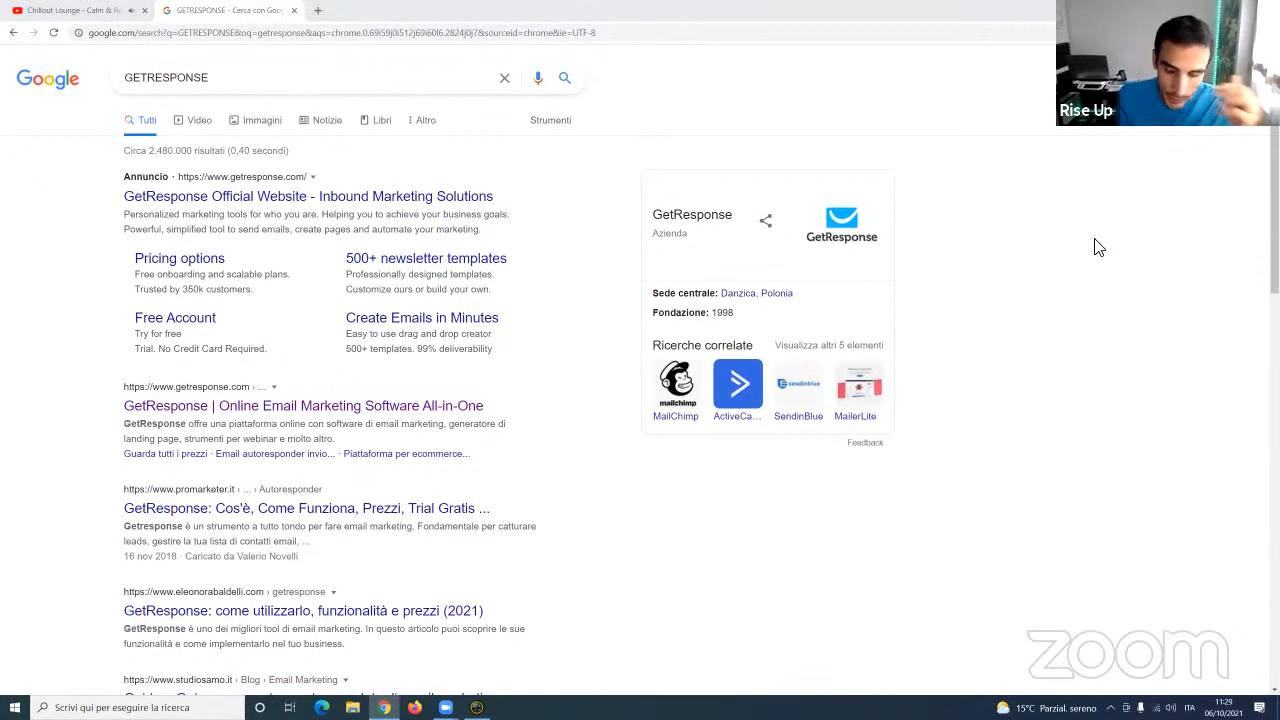 Chillout Lounge - Calm & Re
GETRESPONSE - Cerca con Goo
google.com/search?q=GETRESPONSE&oq=getresponse&aqs=chrome.0.69i59j0i512j69i60l6.2824j0j7&sourceid=chrome&ie=UTF-8
Rise Up
Google
GETRESPONSE
Tutti
Video
Immagini
Notizie
Libri
Altro
Strumenti
Circa 2.480.000 risultati (0,40 secondi)
Annuncio · https://www.getresponse.com/
GetResponse Official Website - Inbound Marketing Solutions
Personalized marketing tools for who you are. Helping you to achieve your business goals.
Powerful, simplified tool to send emails, create pages and automate your marketing.
Pricing options
Free onboarding and scalable plans.
Trusted by 350k customers.
500+ newsletter templates
Professionally designed templates.
Customize ours or build your own.
Free Account
Try for free
Trial. No Credit Card Required.
Create Emails in Minutes
Easy to use drag and drop creator
500+ templates. 99% deliverability
https://www.getresponse.com › ...
GetResponse | Online Email Marketing Software All-in-One
GetResponse offre una piattaforma online con software di email marketing, generatore di
landing page, strumenti per webinar e molto altro.
Guarda tutti i prezzi · Email autoresponder invio... · Piattaforma per ecommerce...
https://www.promarketer.it › ... › Autoresponder
GetResponse: Cos'è, Come Funziona, Prezzi, Trial Gratis ...
Getresponse è un strumento a tutto tondo per fare email marketing. Fondamentale per catturare
leads, gestire la tua lista di contatti email, ...
16 nov 2018 · Caricato da Valerio Novelli
https://www.eleonorabaldelli.com › getresponse
GetResponse: come utilizzarlo, funzionalità e prezzi (2021)
GetResponse è uno dei migliori tool di email marketing. In questo articolo puoi scoprire le sue
funzionalità e come implementarlo nel tuo business.
https://www.studiosamo.it › Blog › Email Marketing
GetResponse
Azienda
GetResponse
Sede centrale: Danzica, Polonia
Fondazione: 1998
Ricerche correlate
Visualizza altri 5 elementi
mailchimp
sendinblue
MailChimp
ActiveCa...
SendinBlue
MailerLite
Feedback
zoom
Scrivi qui per eseguire la ricerca
15°C Parzial. sereno
ITA
11:29
06/10/2021